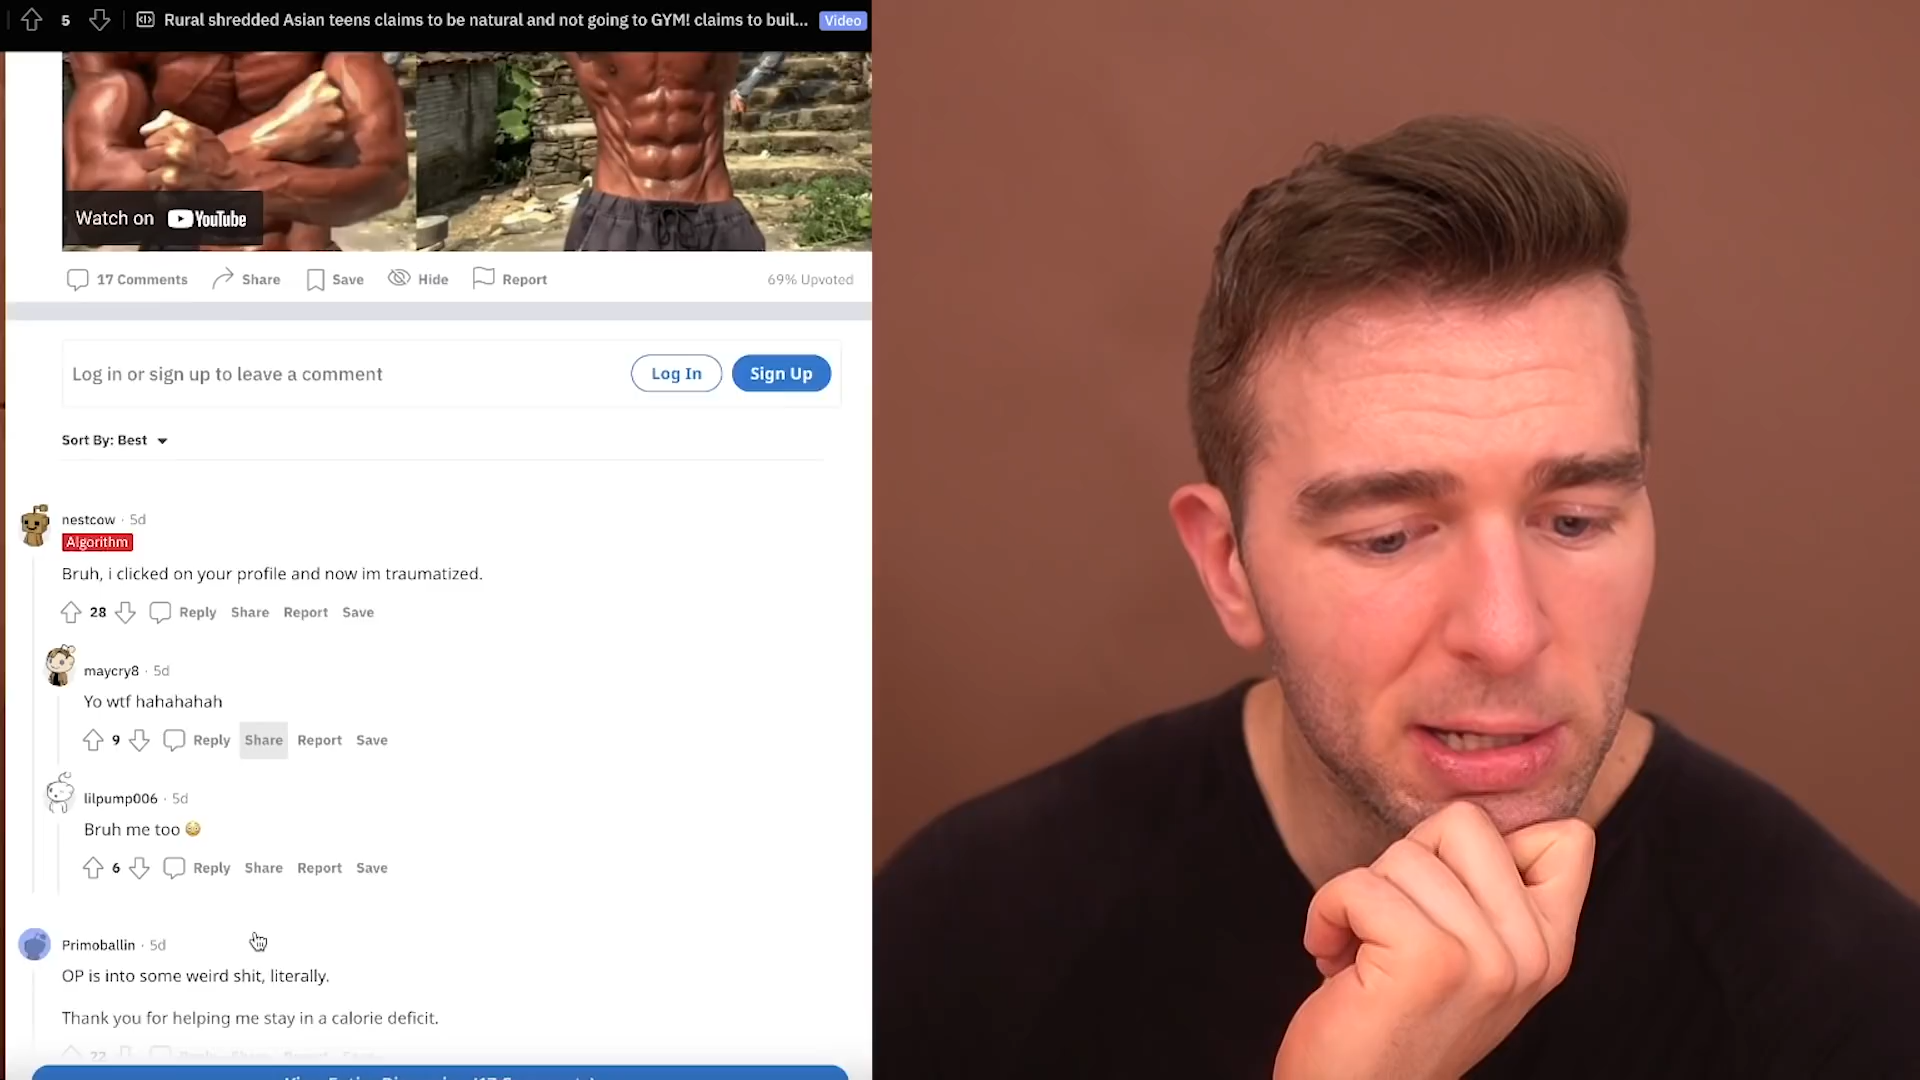 5 Rural shredded Asian teens claims to be natural and not going to GYM! claims to buil... Video
Watch on YouTube
17 Comments Share Save Hide Report 69% Upvoted
Log in or sign up to leave a comment Log In Sign Up
Sort By: Best
nestcow · 5d
Algorithm
Bruh, i clicked on your profile and now im traumatized.
28 Reply Share Report Save
maycry8 · 5d
Yo wtf hahahahah
9 Reply Share Report Save
lilpump006 · 5d
Bruh me too 😳
6 Reply Share Report Save
Primoballin · 5d
OP is into some weird shit, literally.
Thank you for helping me stay in a calorie deficit.
22 Reply Share Report Save